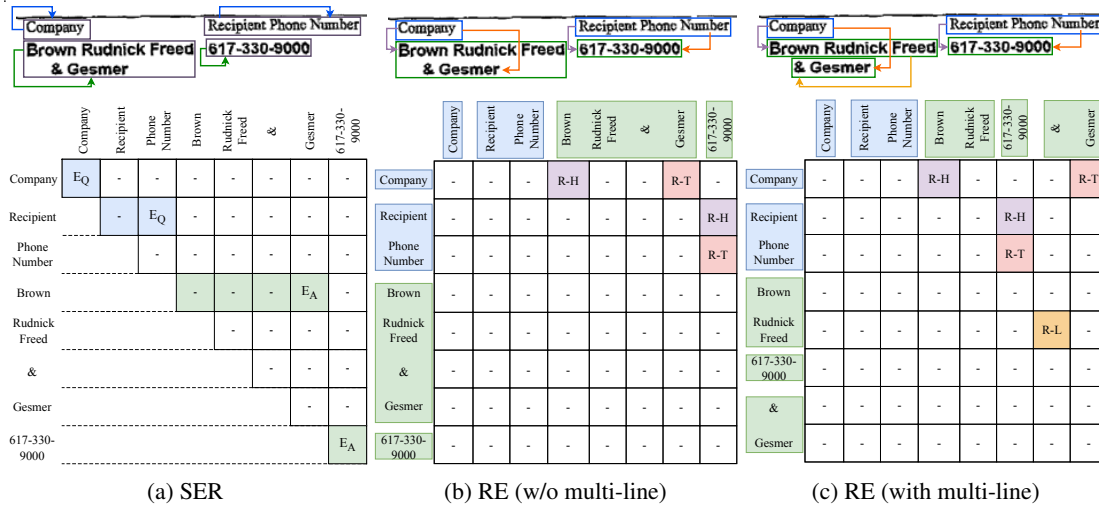 Company
Recipient Phone Number
Brown Rudnick Freed
617-330-9000
& Gesmer
Company Recipient Phone Number Brown Rudnick Freed & Gesmer 617-330-9000
Company E_Q - - - - - - -
Recipient - E_Q - - - - -
Phone Number - - - - - -
Brown - - - E_A -
Rudnick Freed - - - -
& - - -
Gesmer - -
617-330-9000 E_A
(a) SER
Company
Recipient Phone Number
Brown Rudnick Freed
617-330-9000
& Gesmer
Company Recipient Phone Number Brown Rudnick Freed & Gesmer 617-330-9000
Company - - - R-H - - R-T -
Recipient - - - - - - - R-H
Phone Number - - - - - - - R-T
Brown - - - - - - - -
Rudnick Freed - - - - - - - -
& - - - - - - - -
Gesmer - - - - - - - -
617-330-9000 - - - - - - - -
(b) RE (w/o multi-line)
Company
Recipient Phone Number
Brown Rudnick Freed
617-330-9000
& Gesmer
Company Recipient Phone Number Brown Rudnick Freed 617-330-9000 & Gesmer
Company - - - R-H - - - R-T
Recipient - - - - - R-H - -
Phone Number - - - - - R-T - -
Brown - - - - - - - -
Rudnick Freed - - - - - - R-L -
617-330-9000 - - - - - - - -
& - - - - - - - -
Gesmer - - - - - - - -
(c) RE (with multi-line)